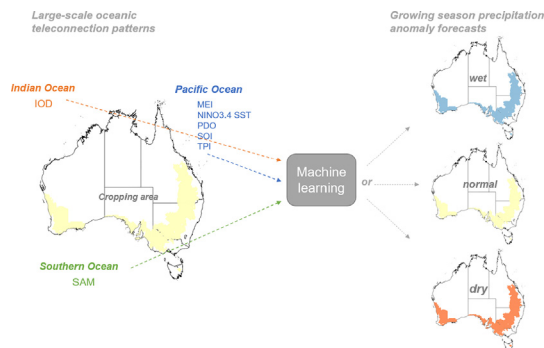 Large-scale oceanic
teleconnection patterns
Growing season precipitation
anomaly forecasts
Indian Ocean
IOD
Pacific Ocean
MEI
NINO3.4 SST
PDO
SOI
TPI
Cropping area
Southern Ocean
SAM
Machine
learning
or
wet
normal
dry